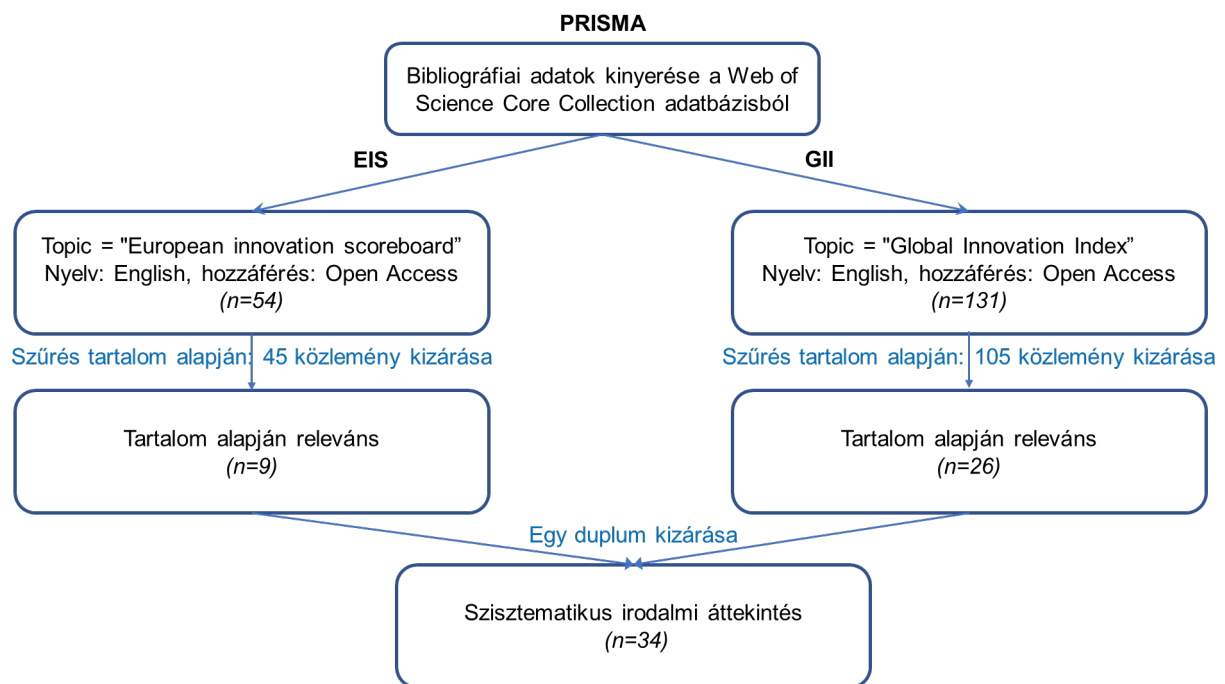 PRISMA
Bibliográfiai adatok kinyerése a Web of
Science Core Collection adatbázisból
EIS
GII
Topic = "European innovation scoreboard”
Nyelv: English, hozzáférés: Open Access
(n=54)
Topic = "Global Innovation Index”
Nyelv: English, hozzáférés: Open Access
(n=131)
Szűrés tartalom alapján: 45 közlemény kizárása
Szűrés tartalom alapján: 105 közlemény kizárása
Tartalom alapján releváns
(n=9)
Tartalom alapján releváns
(n=26)
Egy duplum kizárása
Szisztematikus irodalmi áttekintés
(n=34)